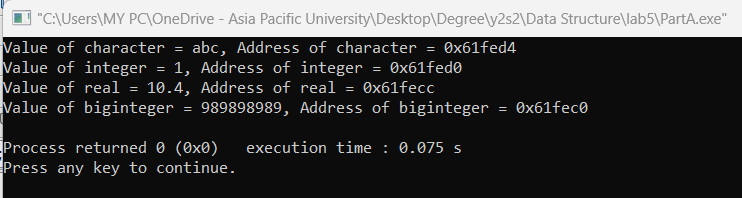 "C:\Users\MY PC\OneDrive - Asia Pacific University\Desktop\Degree\y2s2\Data Structure\lab5\PartA.exe"
Value of character = abc, Address of character = 0x61fed4
Value of integer = 1, Address of integer = 0x61fed0
Value of real = 10.4, Address of real = 0x61fecc
Value of biginteger = 989898989, Address of biginteger = 0x61fec0
Process returned 0 (0x0)   execution time : 0.075 s
Press any key to continue.